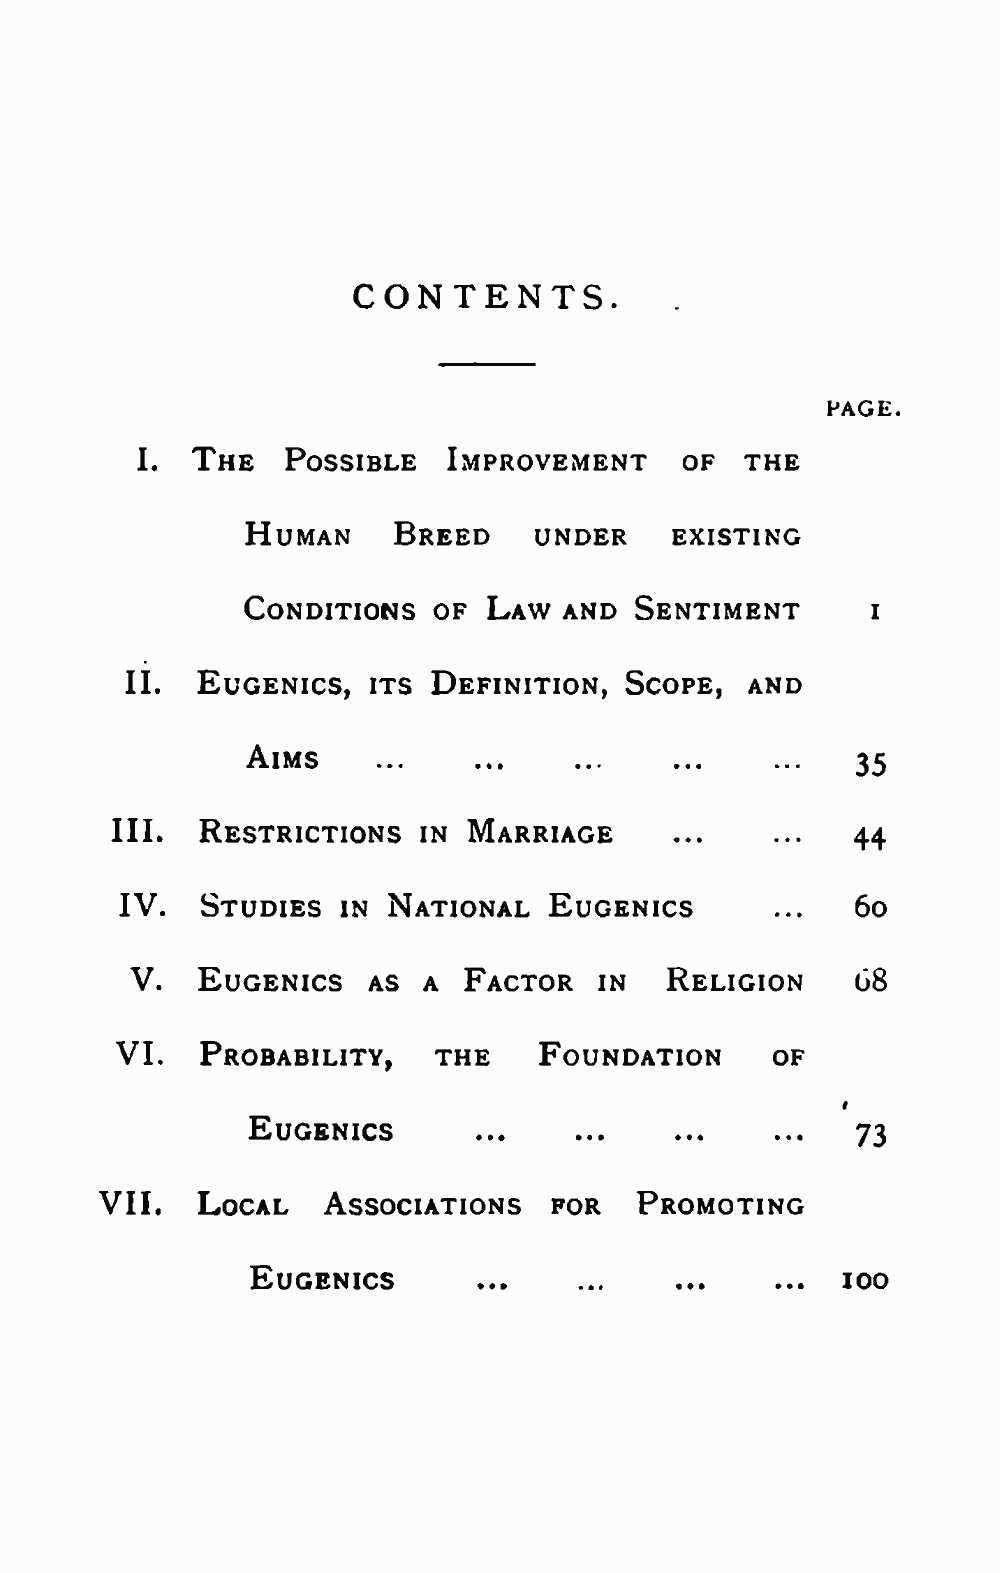 CONTENTS.
PAGE.
I. The Possible Improvement of the
Human Breed under existing
Conditions of Law and Sentiment 1
II. Eugenics, its Definition, Scope, and
Aims ... ... ... ... ... 35
III. Restrictions in Marriage ... ... 44
IV. Studies in National Eugenics ... 60
V. Eugenics as a Factor in Religion 68
VI. Probability, the Foundation of
Eugenics ... ... ... ... 73
VII. Local Associations for Promoting
Eugenics ... ... ... ... 100